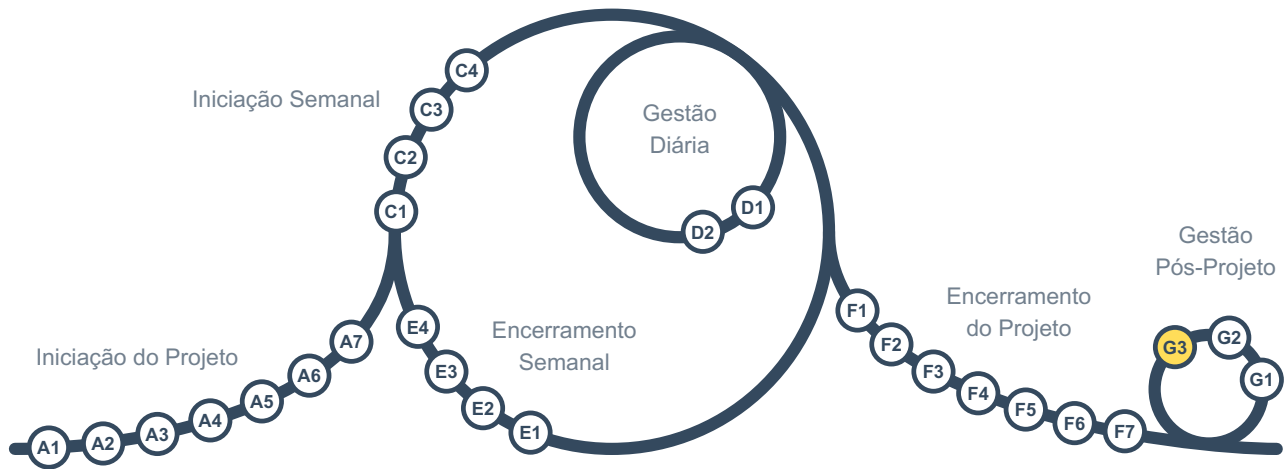 Iniciação do Projeto
A1
A2
A3
A4
A5
A6
A7
Iniciação Semanal
C1
C2
C3
C4
Gestão
Diária
D1
D2
Encerramento
Semanal
E1
E2
E3
E4
Encerramento
do Projeto
F1
F2
F3
F4
F5
F6
F7
Gestão
Pós-Projeto
G1
G2
G3